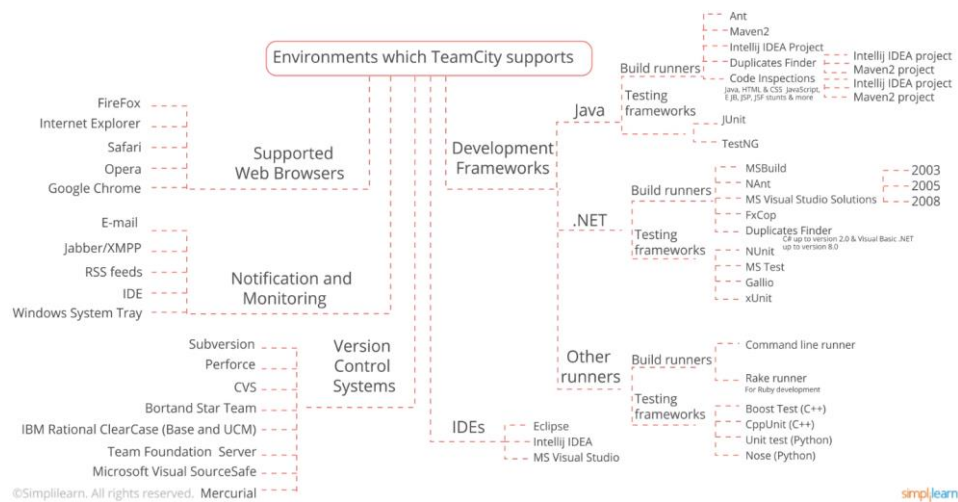 Environments which TeamCity supports
FireFox
Internet Explorer
Safari
Opera
Google Chrome
Supported
Web Browsers
E-mail
Jabber/XMPP
RSS feeds
IDE
Windows System Tray
Notification and
Monitoring
Subversion
Perforce
CVS
Bortand Star Team
IBM Rational ClearCase (Base and UCM)
Team Foundation Server
Microsoft Visual SourceSafe
Mercurial
Version
Control
Systems
IDEs
Eclipse
Intellij IDEA
MS Visual Studio
Development
Frameworks
Java
Build runners
Ant
Maven2
Intellij IDEA Project
Duplicates Finder
Intellij IDEA project
Maven2 project
Code Inspections
Java, HTML & CSS JavaScript,
E JB, JSP, JSF stunts & more
Intellij IDEA project
Maven2 project
Testing
frameworks
JUnit
TestNG
.NET
Build runners
MSBuild
NAnt
MS Visual Studio Solutions
2003
2005
2008
FxCop
Duplicates Finder
C# up to version 2.0 & Visual Basic .NET
up to version 8.0
Testing
frameworks
NUnit
MS Test
Gallio
xUnit
Other
runners
Build runners
Command line runner
Rake runner
For Ruby development
Testing
frameworks
Boost Test (C++)
CppUnit (C++)
Unit test (Python)
Nose (Python)
©Simplilearn. All rights reserved.
simplilearn